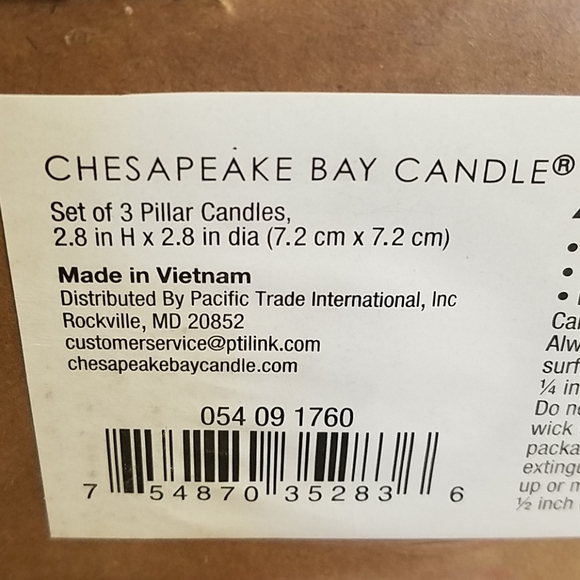 CHESAPEAKE BAY CANDLE®
Set of 3 Pillar Candles,
2.8 in H x 2.8 in dia (7.2 cm x 7.2 cm)
Made in Vietnam
Distributed By Pacific Trade International, Inc
Rockville, MD 20852
customerservice@ptilink.com
chesapeakebaycandle.com
054 09 1760
7 54870 35283 6
Alw
surf
¼ in
Do n
wick
packa
extingu
up or m
½ inch